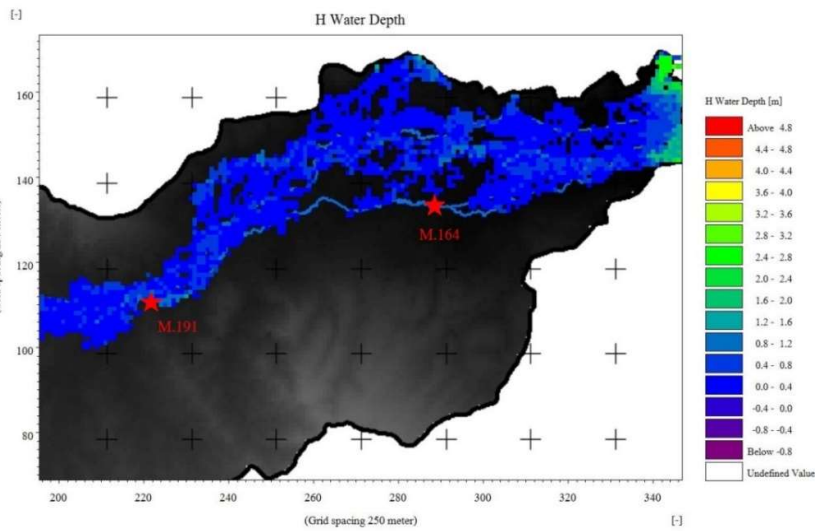 [-]
H Water Depth
160
140
120
100
80
M.164
M.191
200 220 240 260 280 300 320 340
(Grid spacing 250 meter) [-]
H Water Depth [m]
Above 4.8
4.4 - 4.8
4.0 - 4.4
3.6 - 4.0
3.2 - 3.6
2.8 - 3.2
2.4 - 2.8
2.0 - 2.4
1.6 - 2.0
1.2 - 1.6
0.8 - 1.2
0.4 - 0.8
0.0 - 0.4
-0.4 - 0.0
-0.8 - -0.4
Below -0.8
Undefined Value